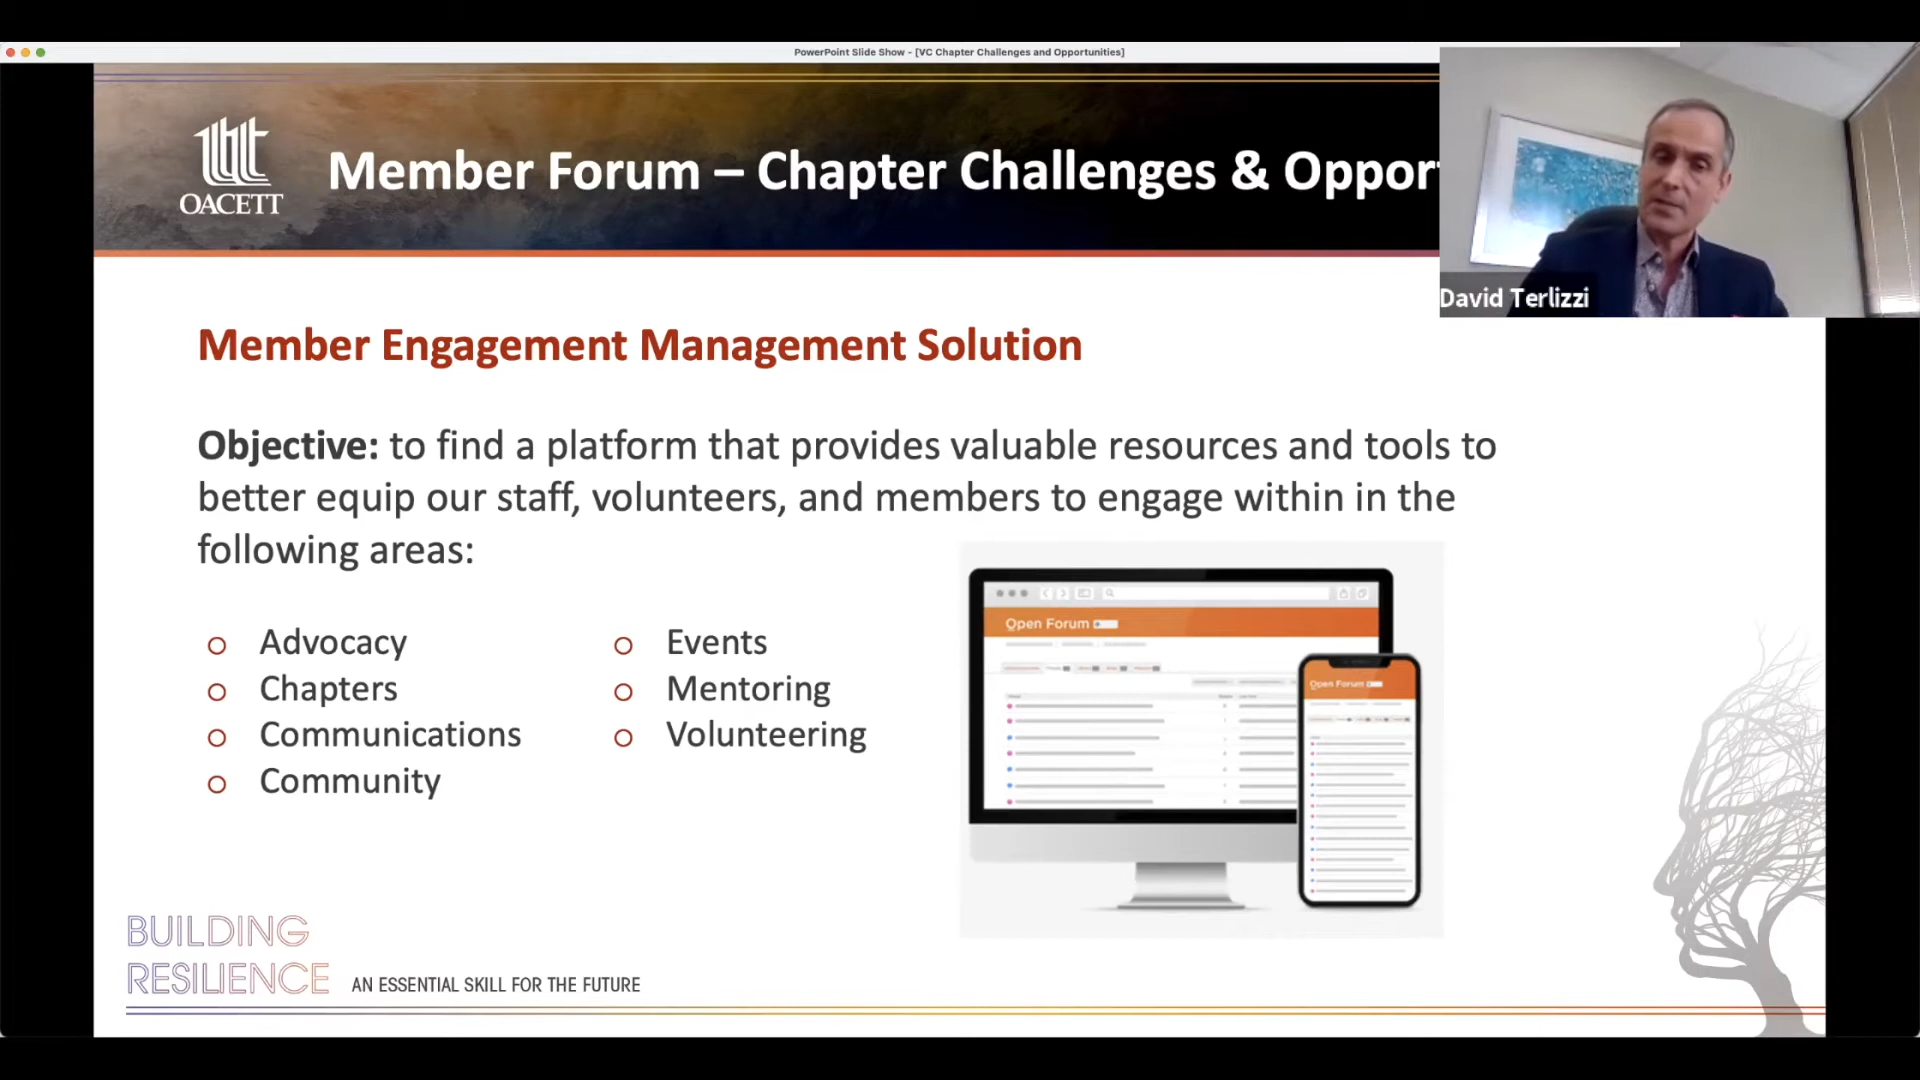 PowerPoint Slide Show - [VC Chapter Challenges and Opportunities]
OACETT
Member Forum – Chapter Challenges & Oppor
David Terlizzi
Member Engagement Management Solution
Objective: to find a platform that provides valuable resources and tools to
better equip our staff, volunteers, and members to engage within in the
following areas:
Advocacy
Chapters
Communications
Community
Events
Mentoring
Volunteering
Open Forum
Open Forum
BUILDING
RESILIENCE
AN ESSENTIAL SKILL FOR THE FUTURE